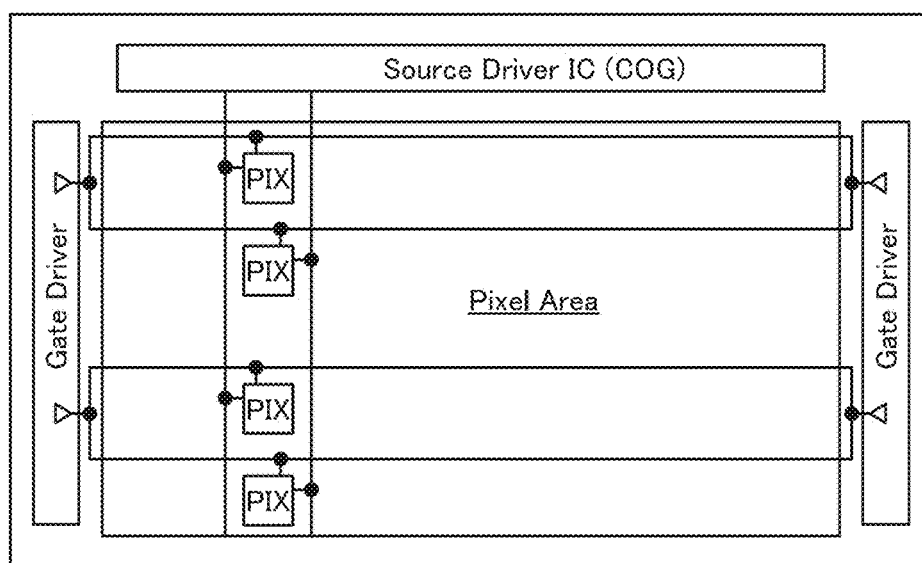 Source Driver IC (COG)
Gate Driver
PIX
PIX
Pixel Area
PIX
PIX
Gate Driver